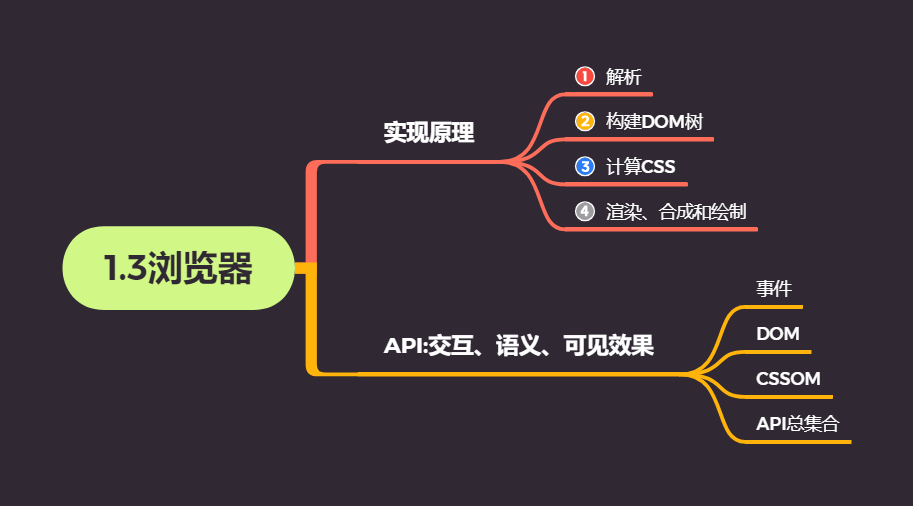 1.3浏览器
实现原理
1 解析
2 构建DOM树
3 计算CSS
4 渲染、合成和绘制
API:交互、语义、可见效果
事件
DOM
CSSOM
API总集合